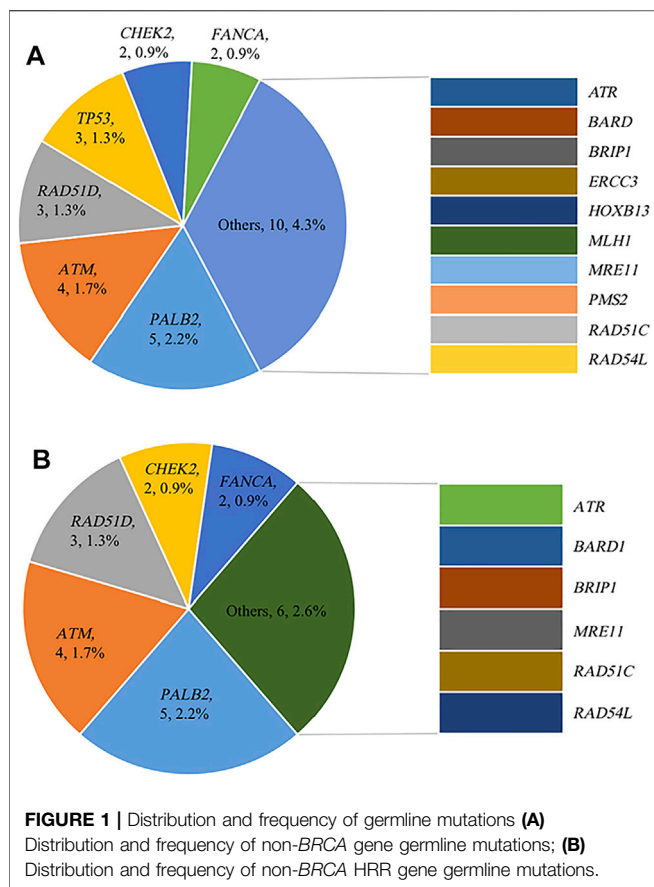 A
CHEK2,
2, 0.9%
FANCA,
2, 0.9%
TP53,
3, 1.3%
RAD51D,
3, 1.3%
ATM,
4, 1.7%
PALB2,
5, 2.2%
Others, 10, 4.3%
ATR
BARD
BRIP1
ERCC3
HOXB13
MLH1
MRE11
PMS2
RAD51C
RAD54L
B
CHEK2,
2, 0.9%
FANCA,
2, 0.9%
RAD51D,
3, 1.3%
ATM,
4, 1.7%
PALB2,
5, 2.2%
Others, 6, 2.6%
ATR
BARD1
BRIP1
MRE11
RAD51C
RAD54L
FIGURE 1 | Distribution and frequency of germline mutations (A)
Distribution and frequency of non-BRCA gene germline mutations; (B)
Distribution and frequency of non-BRCA HRR gene germline mutations.